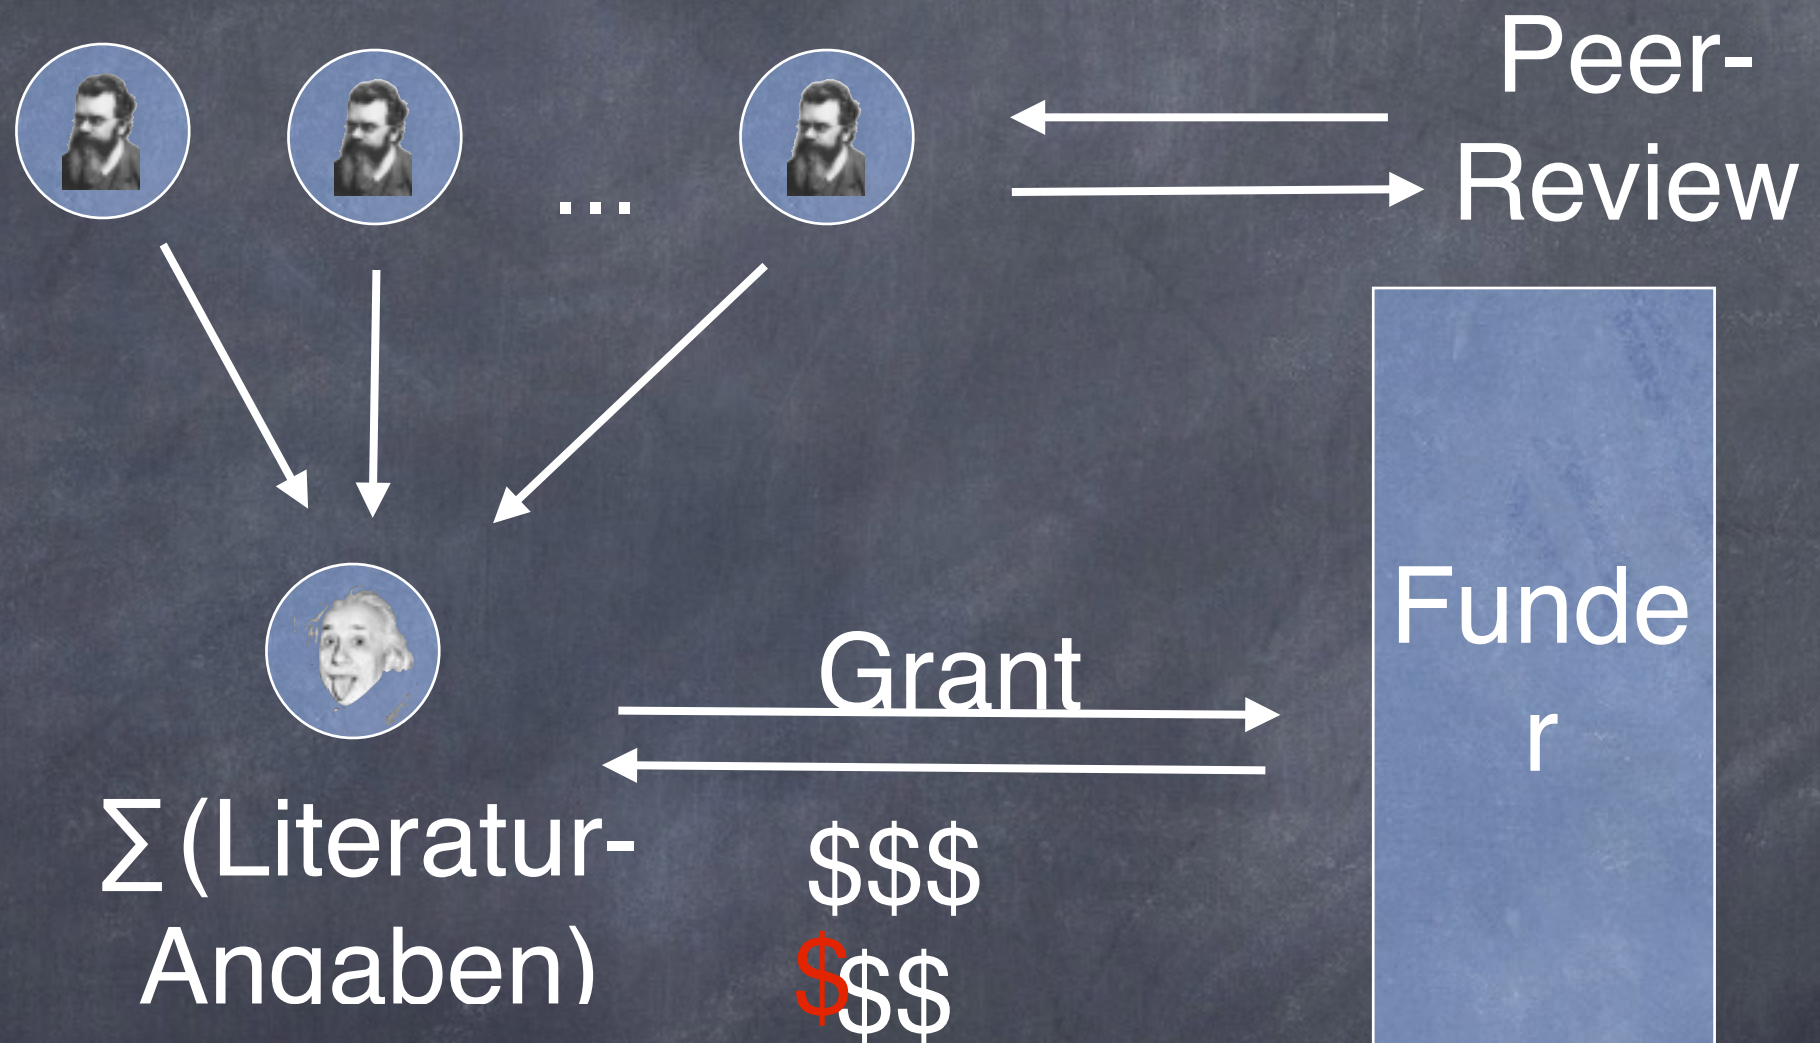 Peer-
Review
...
Funde
r
Grant
∑(Literatur-
Angaben)
$$$
$$$